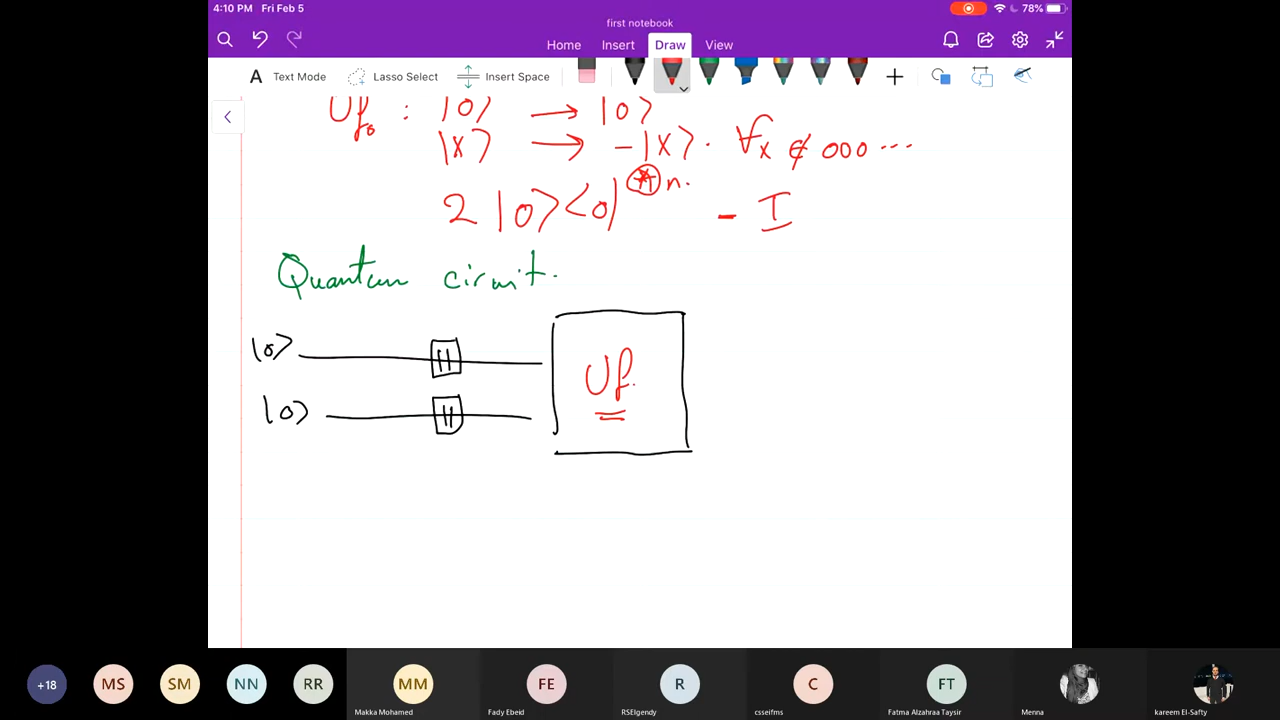 4:10 PM Fri Feb 5
78%
first notebook
Home Insert Draw View
A Text Mode Lasso Select Insert Space
Uf₀ : |0⟩ → |0⟩
|x⟩ → -|x⟩. ∀x ∉ 000 ...
2 |0⟩<0|⊗n. - I
Quantum circuit.
|0⟩ H
Uf.
|0⟩ H
+18 MS SM NN RR MM FE R C FT
Makka Mohamed Fady Ebeid RSElgendy csseifms Fatma Alzahraa Taysir Menna kareem El-Safty